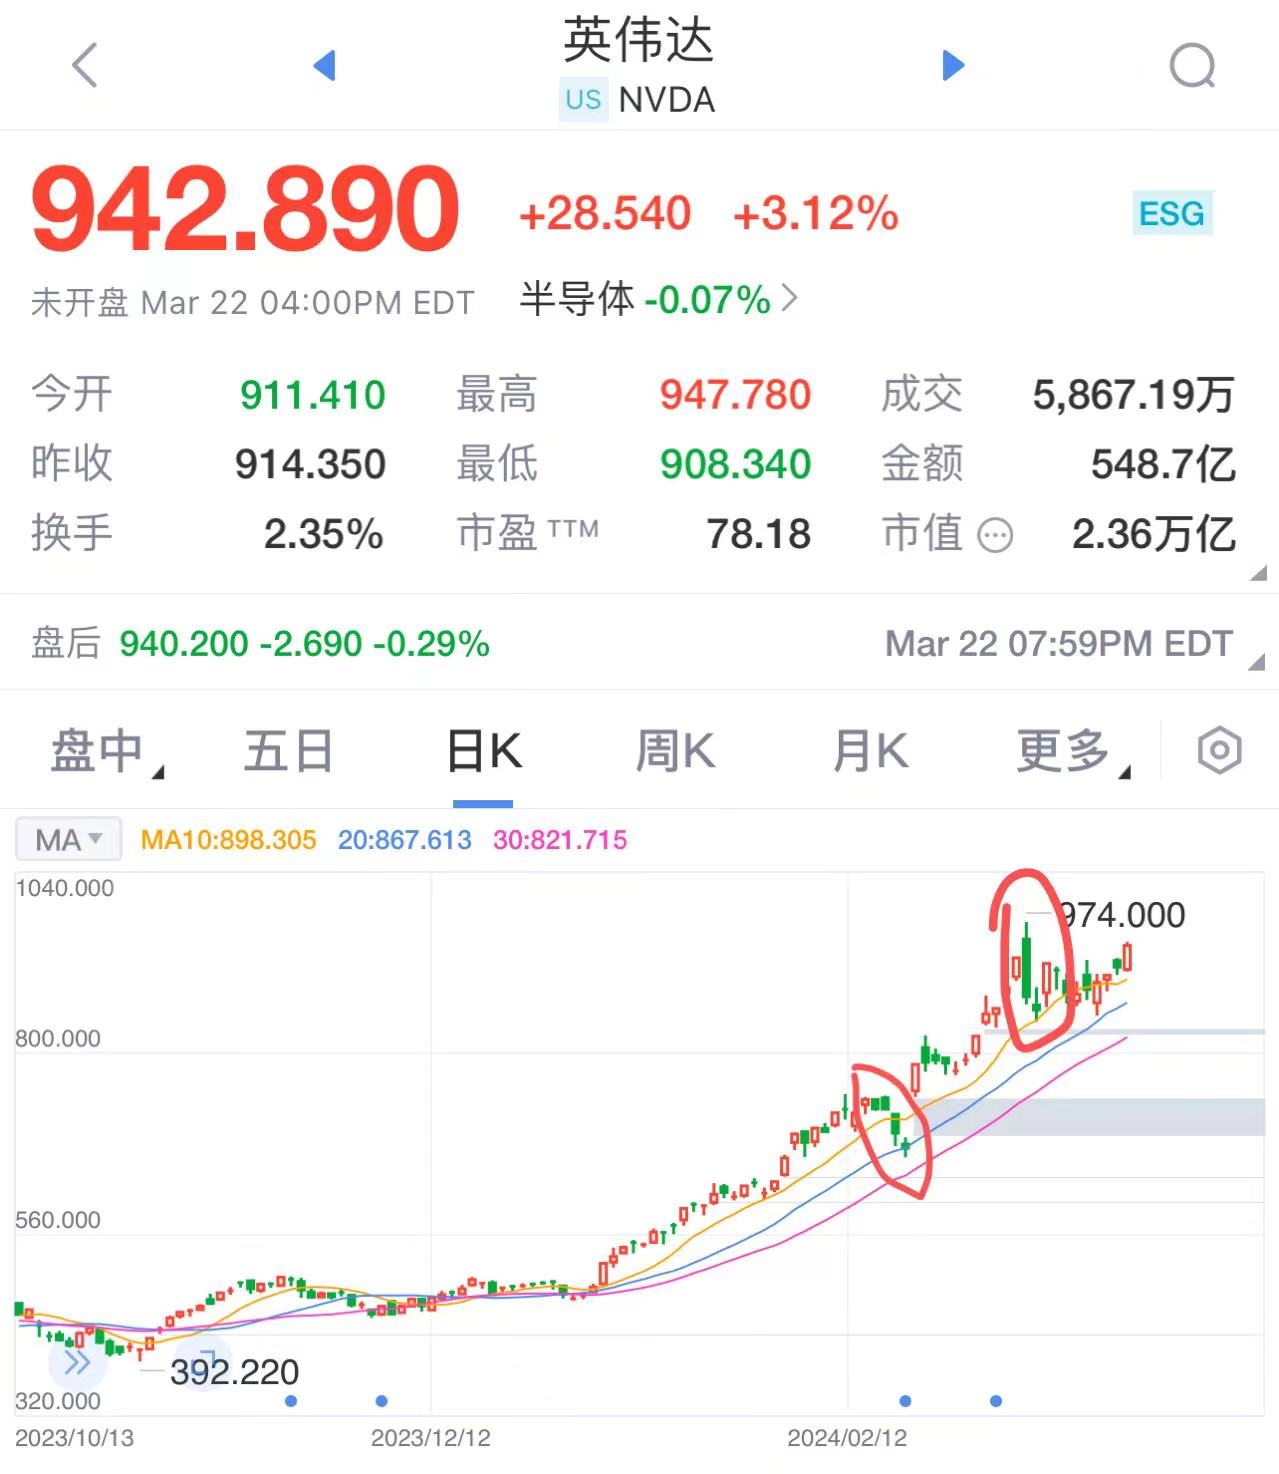 英伟达
US NVDA
942.890 +28.540 +3.12% ESG
未开盘 Mar 22 04:00PM EDT 半导体 -0.07%
今开 911.410 最高 947.780 成交 5,867.19万
昨收 914.350 最低 908.340 金额 548.7亿
换手 2.35% 市盈 TTM 78.18 市值 2.36万亿
盘后 940.200 -2.690 -0.29% Mar 22 07:59PM EDT
盘中 五日 日K 周K 月K 更多
MA MA10:898.305 20:867.613 30:821.715
1040.000
974.000
800.000
560.000
392.220
320.000
2023/10/13 2023/12/12 2024/02/12